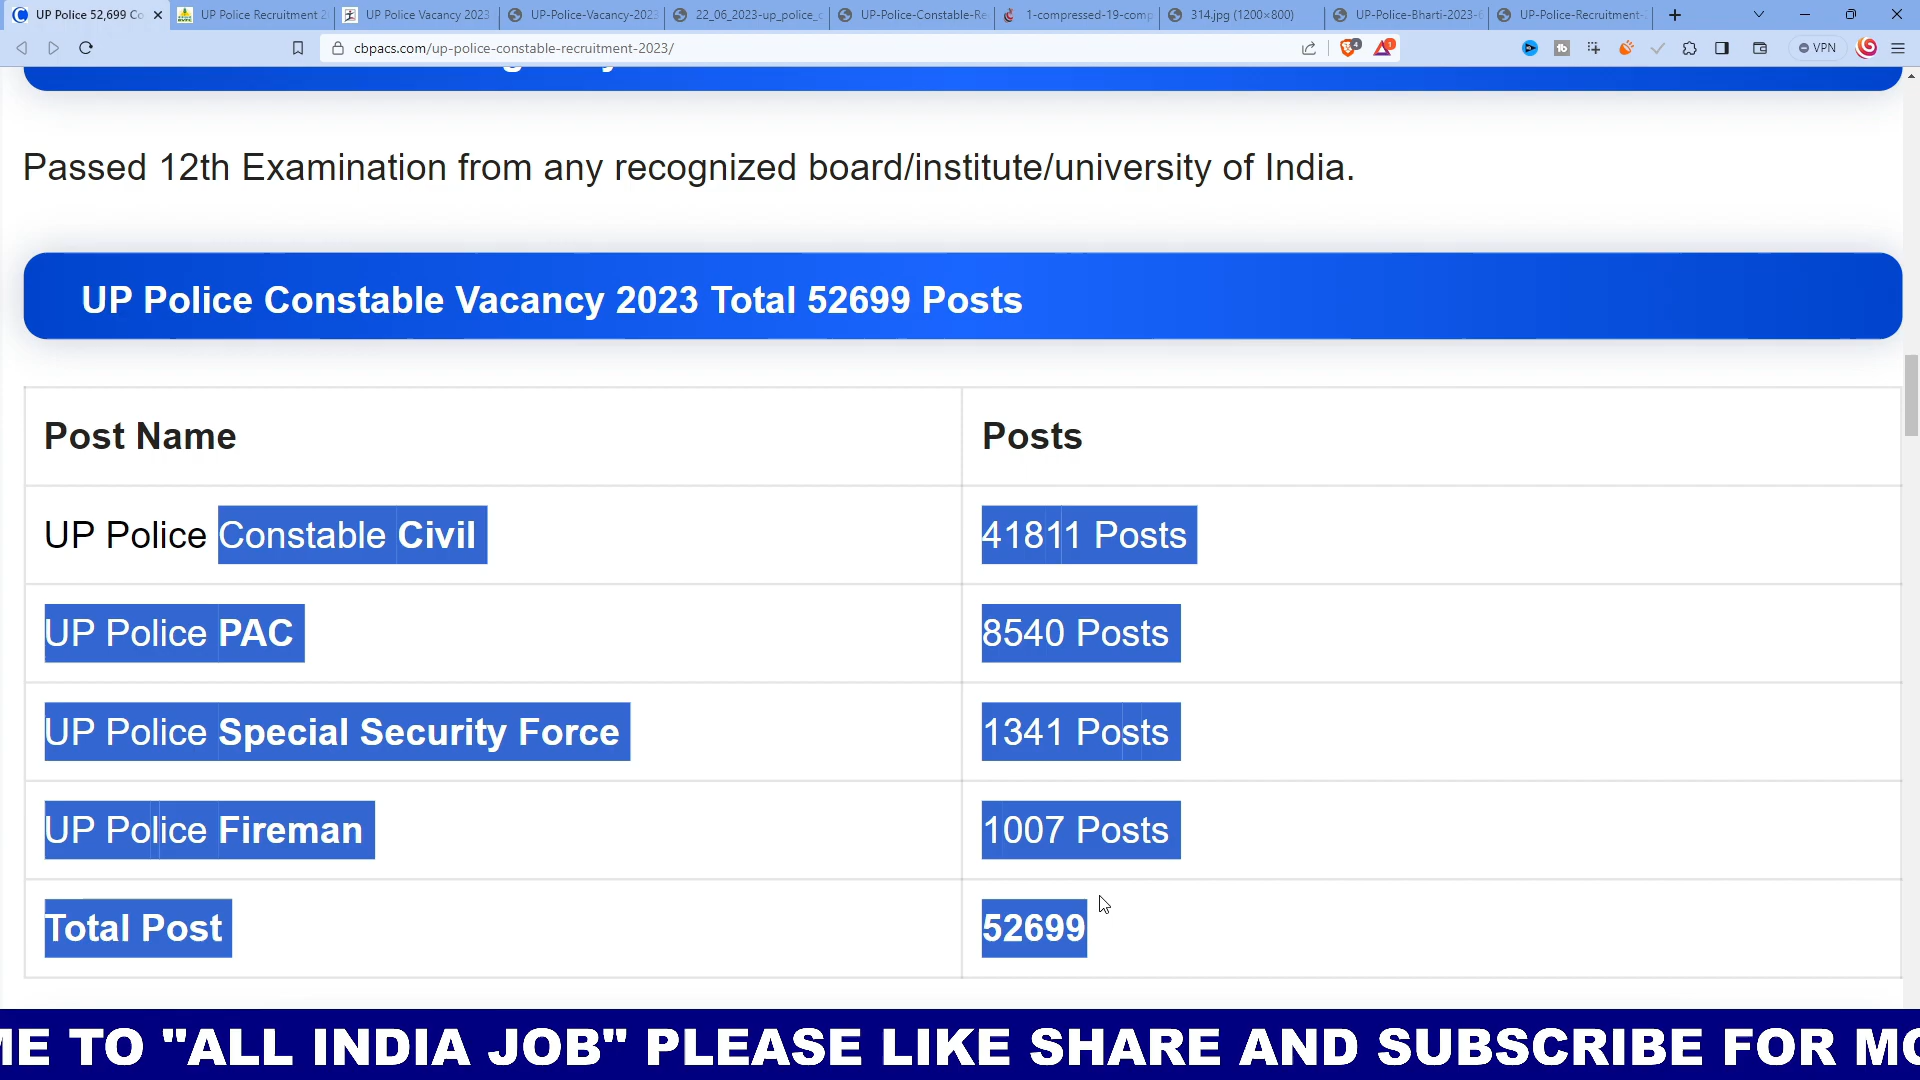 UP Police 52,699 Co
UP Police Recruitment 2
UP Police Vacancy 2023
UP-Police-Vacancy-202
22_06_2023-up_police_c
UP-Police-Constable-Re
1-compressed-19-comp
314.jpg (1200×800)
UP-Police-Bharti-2023-6
UP-Police-Recruitment-
cbpacs.com/up-police-constable-recruitment-2023/
VPN
Passed 12th Examination from any recognized board/institute/university of India.
UP Police Constable Vacancy 2023 Total 52699 Posts
Post Name
Posts
UP Police Constable Civil
41811 Posts
UP Police PAC
8540 Posts
UP Police Special Security Force
1341 Posts
UP Police Fireman
1007 Posts
Total Post
52699
ME TO "ALL INDIA JOB" PLEASE LIKE SHARE AND SUBSCRIBE FOR MO